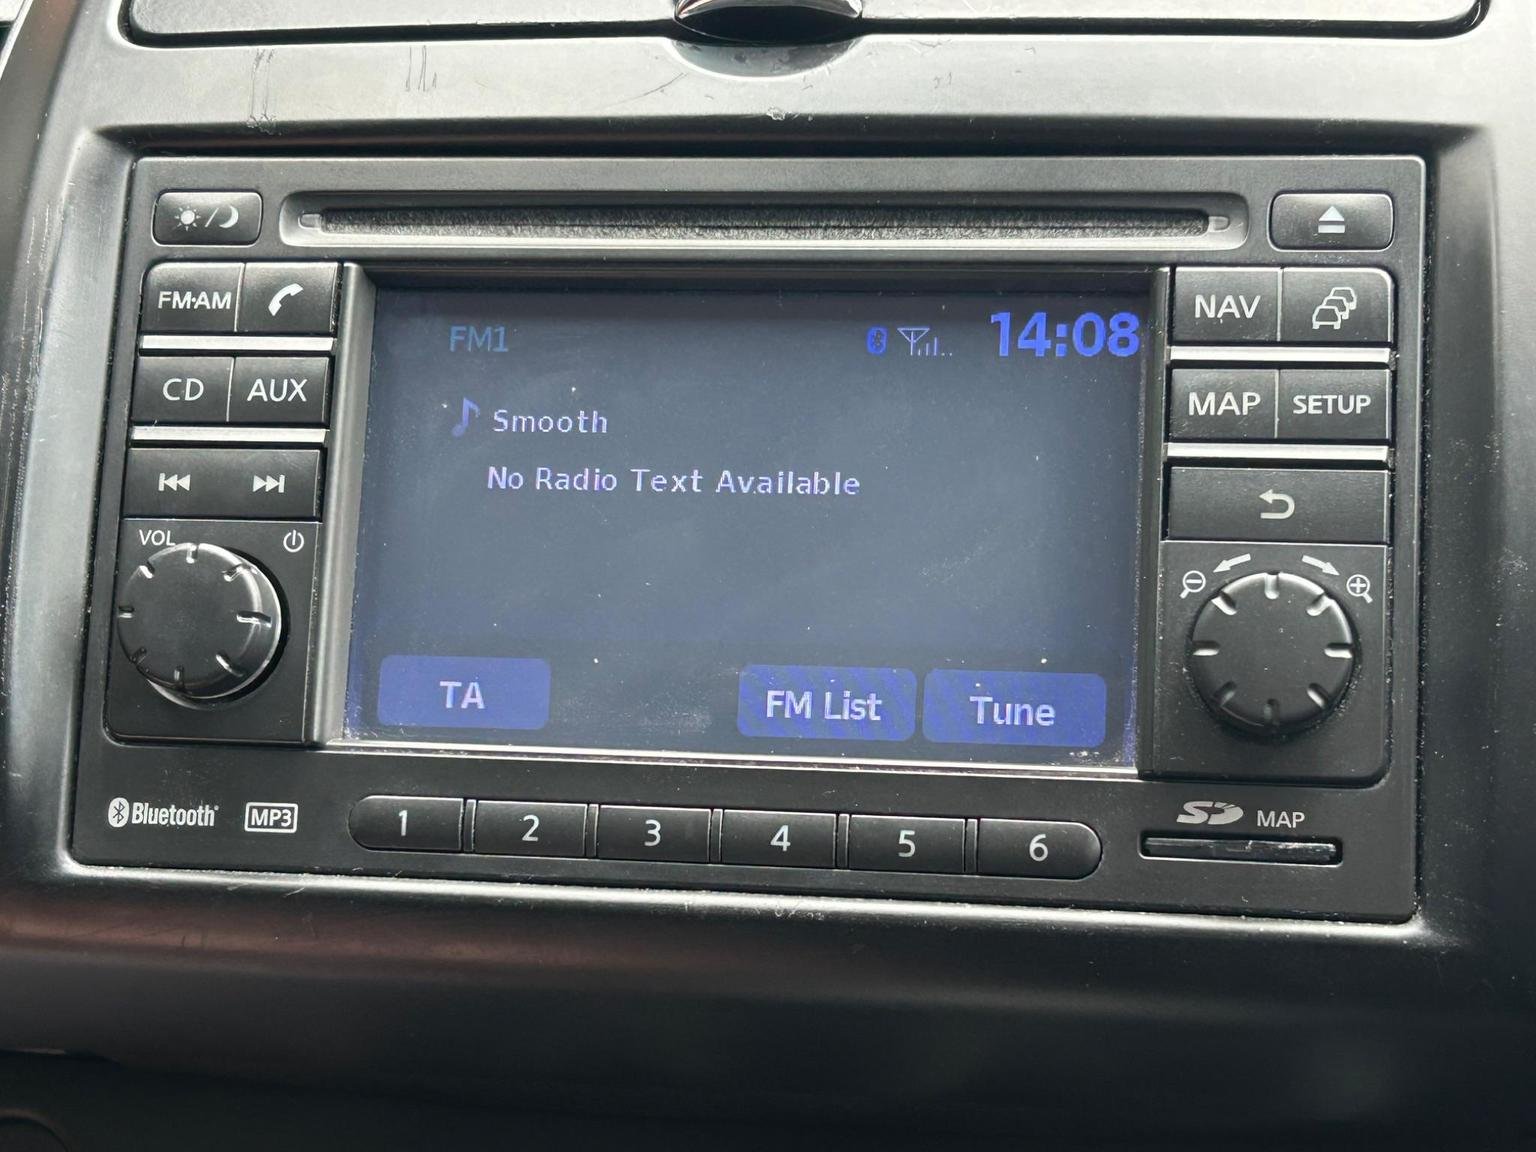 FM·AM
CD AUX
VOL
FM1 14:08
Smooth
No Radio Text Available
TA FM List Tune
NAV
MAP SETUP
Bluetooth MP3 1 2 3 4 5 6 SD MAP